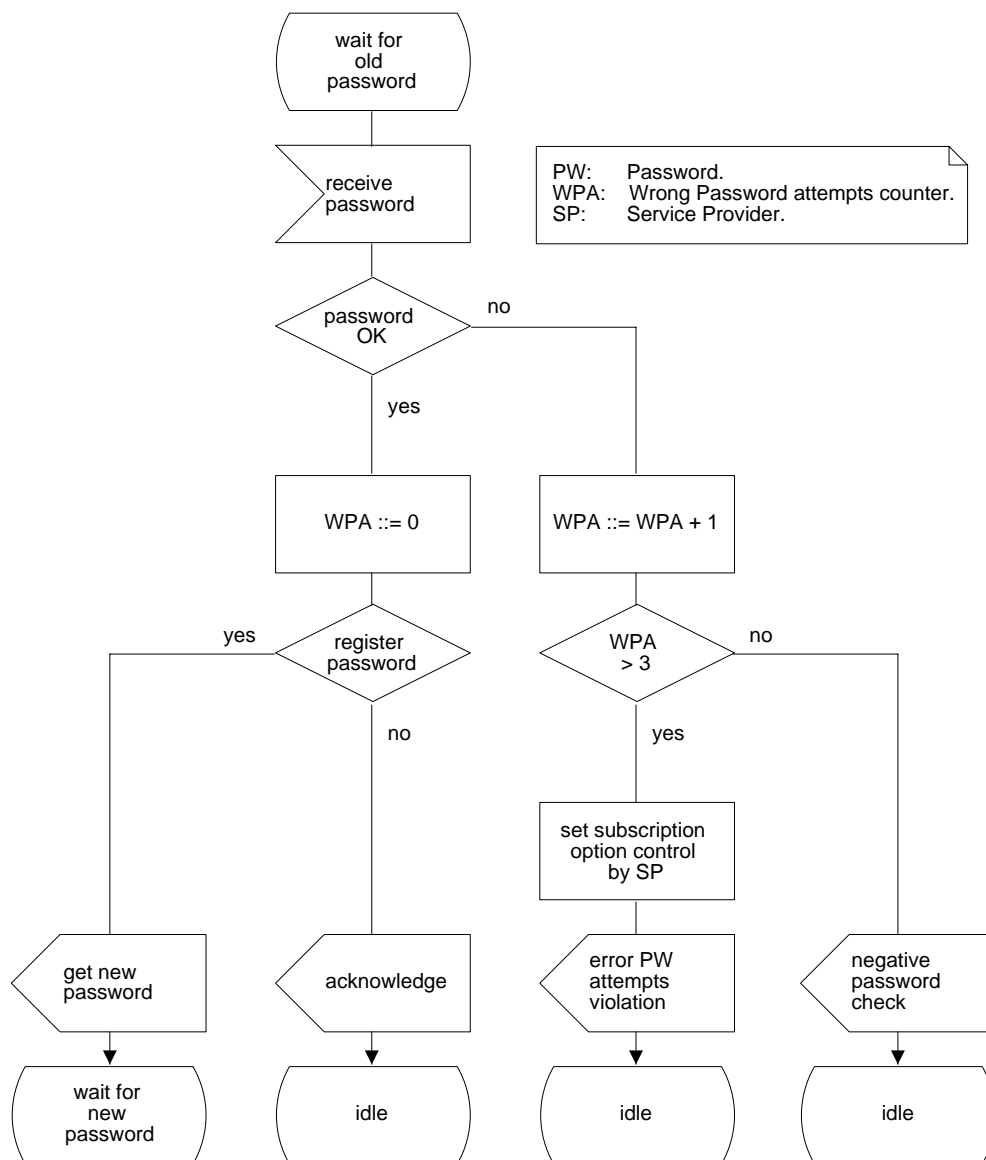 wait for
old
password
receive
password
PW: Password.
WPA: Wrong Password attempts counter.
SP: Service Provider.
password
OK
no
yes
WPA ::= 0
WPA ::= WPA + 1
yes
register
password
no
WPA
> 3
no
yes
set subscription
option control
by SP
get new
password
acknowledge
error PW
attempts
violation
negative
password
check
wait for
new
password
idle
idle
idle